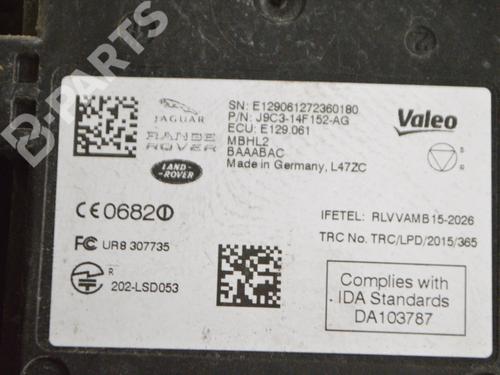 B-PARTS
JAGUAR
RANGE ROVER
LAND-ROVER
SN: E129061272360180
P/N: J9C3-14F152-AG
ECU: E129.061
MBHL2
BAAABAC
Made in Germany, L47ZC
Valeo
S
R
CE0682
FC UR8 307735
R
202-LSD053
IFETEL: RLVVAMB15-2026
TRC No. TRC/LPD/2015/365
Complies with
IDA Standards
DA103787